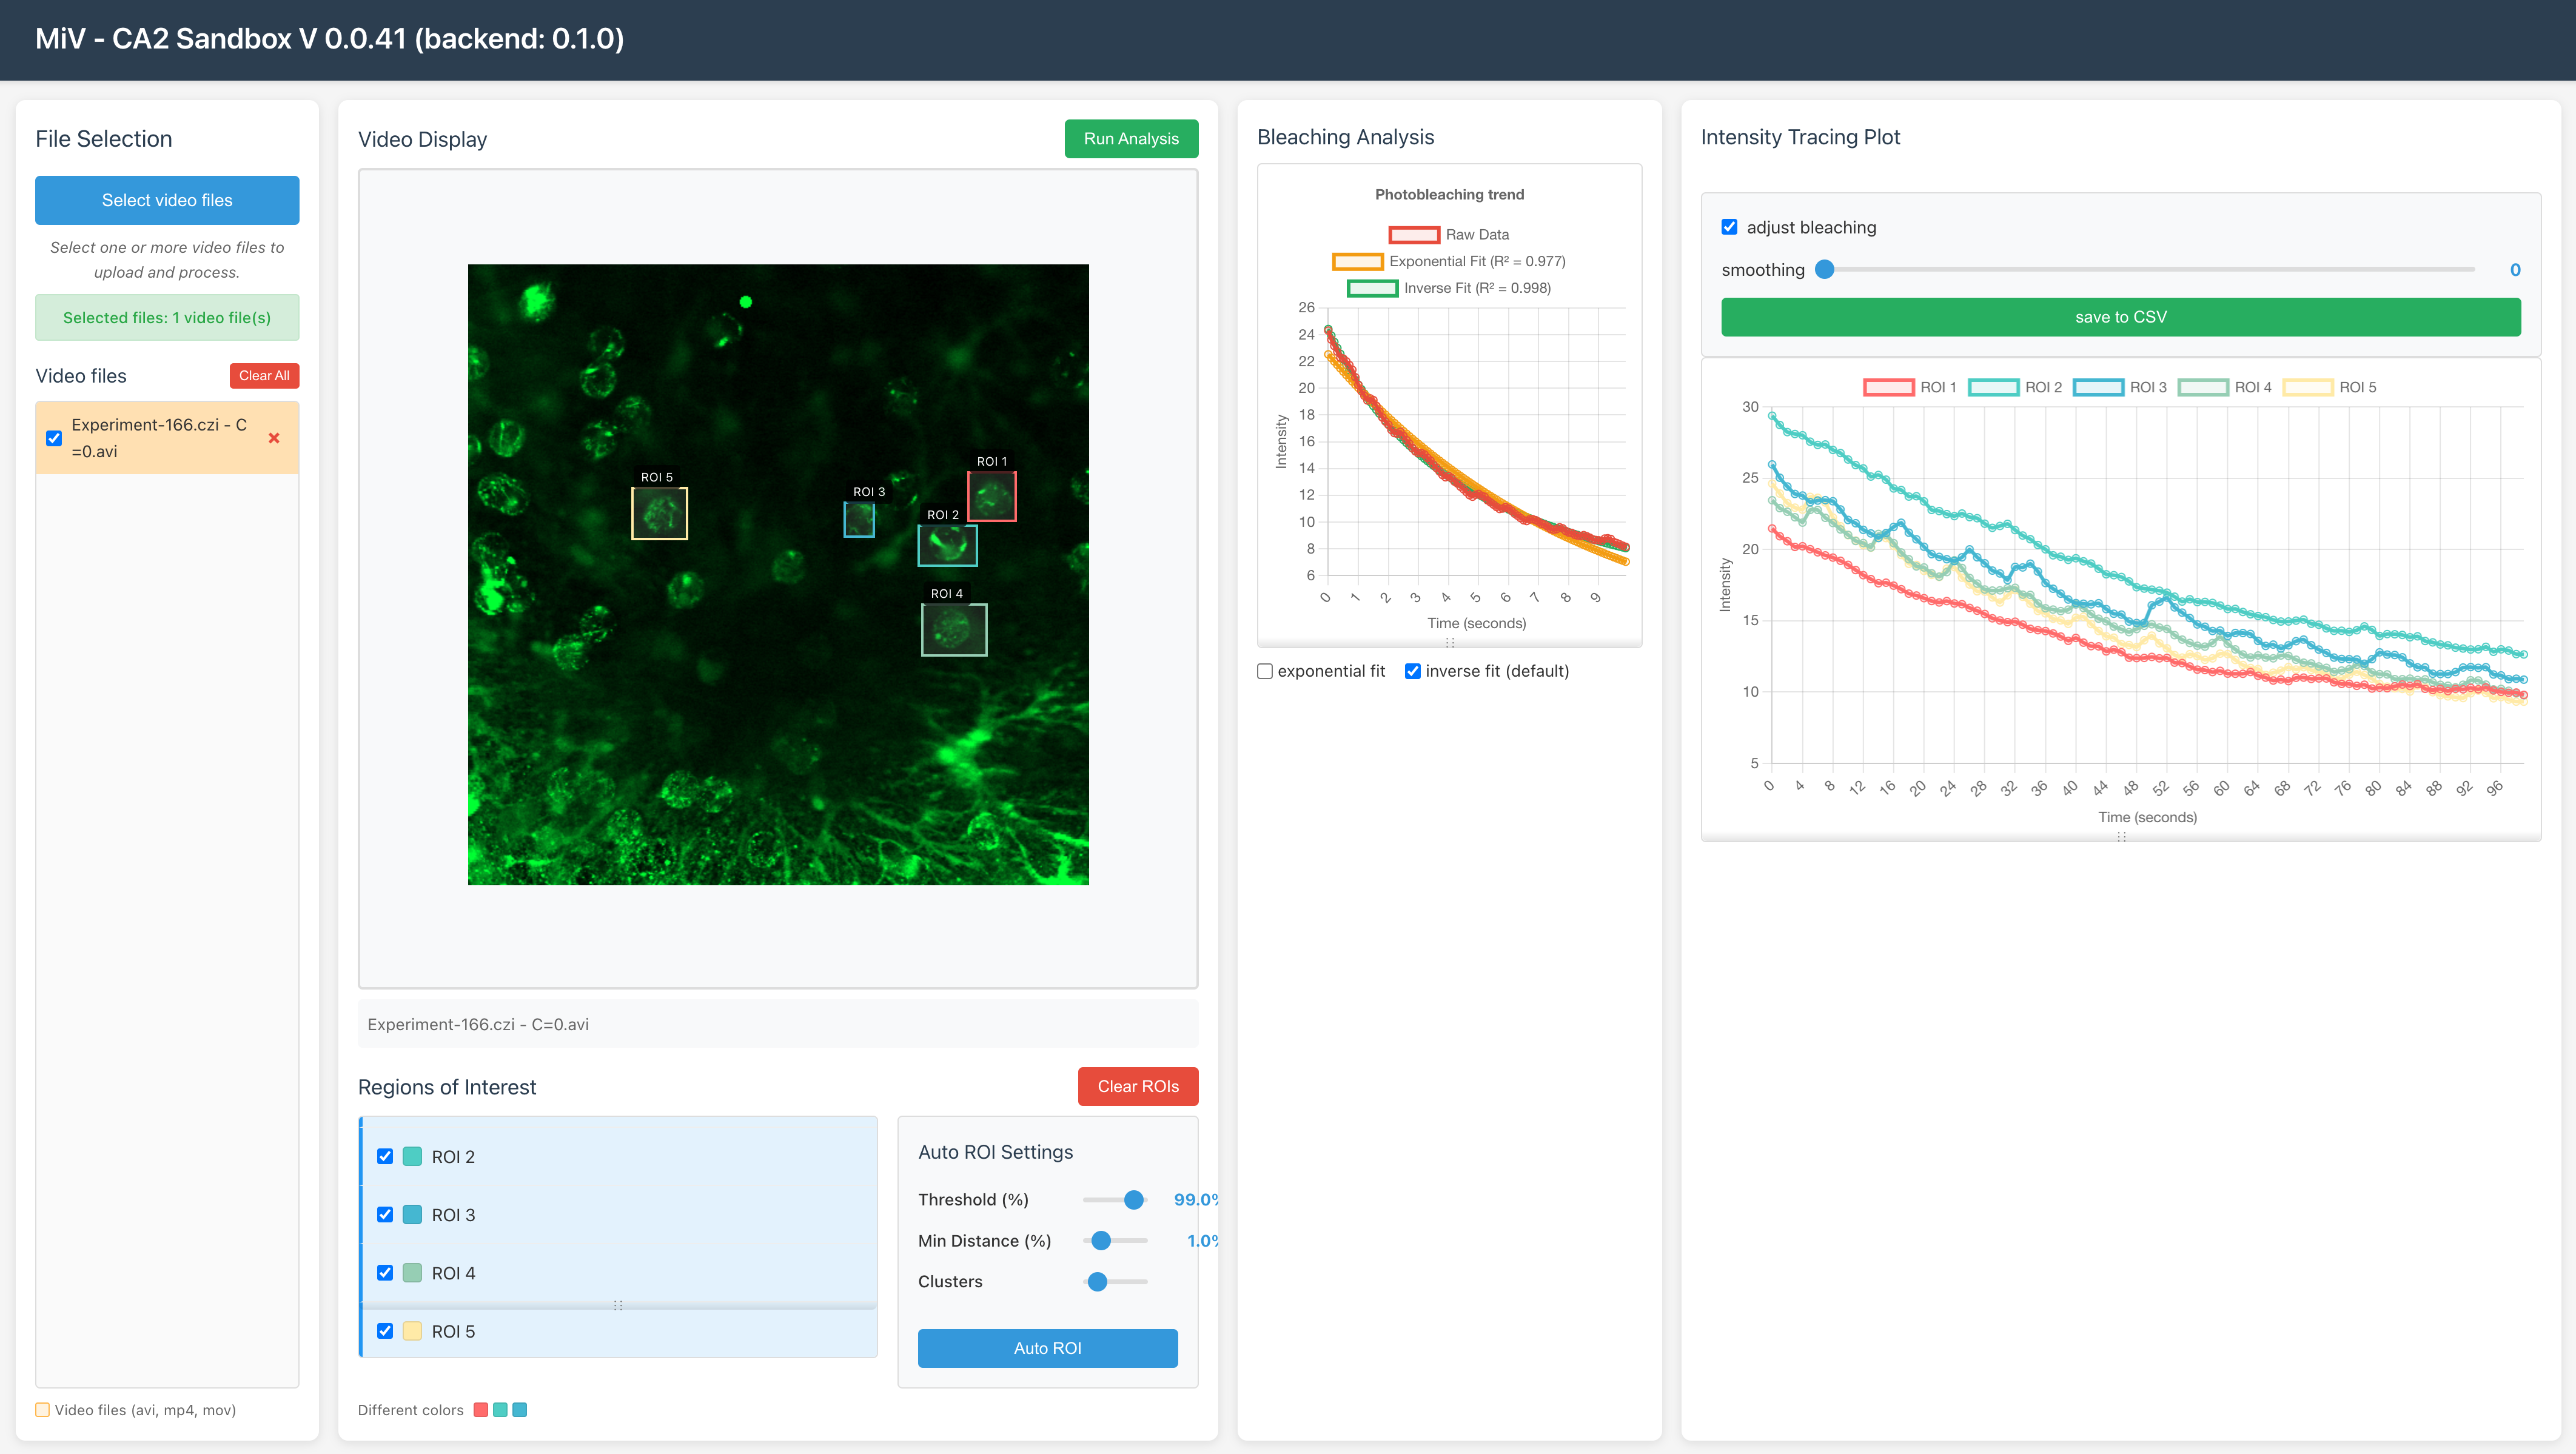 MiV - CA2 Sandbox V 0.0.41 (backend: 0.1.0)
File Selection
Select video files
Select one or more video files to
upload and process.
Selected files: 1 video file(s)
Video files
Clear All
Experiment-166.czi - C
=0.avi
Video files (avi, mp4, mov)
Video Display
Run Analysis
ROI 1
ROI 5
ROI 3
ROI 2
ROI 4
Experiment-166.czi - C=0.avi
Regions of Interest
Clear ROIs
ROI 2
ROI 3
ROI 4
ROI 5
Auto ROI Settings
Threshold (%)
99.0%
Min Distance (%)
1.0%
Clusters
Auto ROI
Different colors
Bleaching Analysis
Photobleaching trend
Raw Data
Exponential Fit (R² = 0.977)
Inverse Fit (R² = 0.998)
26
24
22
20
18
16
14
12
10
8
6
Intensity
0 1 2 3 4 5 6 7 8 9
Time (seconds)
exponential fit
inverse fit (default)
Intensity Tracing Plot
adjust bleaching
smoothing
0
save to CSV
ROI 1 ROI 2 ROI 3 ROI 4 ROI 5
30
25
20
15
10
5
Intensity
0 4 8 12 16 20 24 28 32 36 40 44 48 52 56 60 64 68 72 76 80 84 88 92 96
Time (seconds)